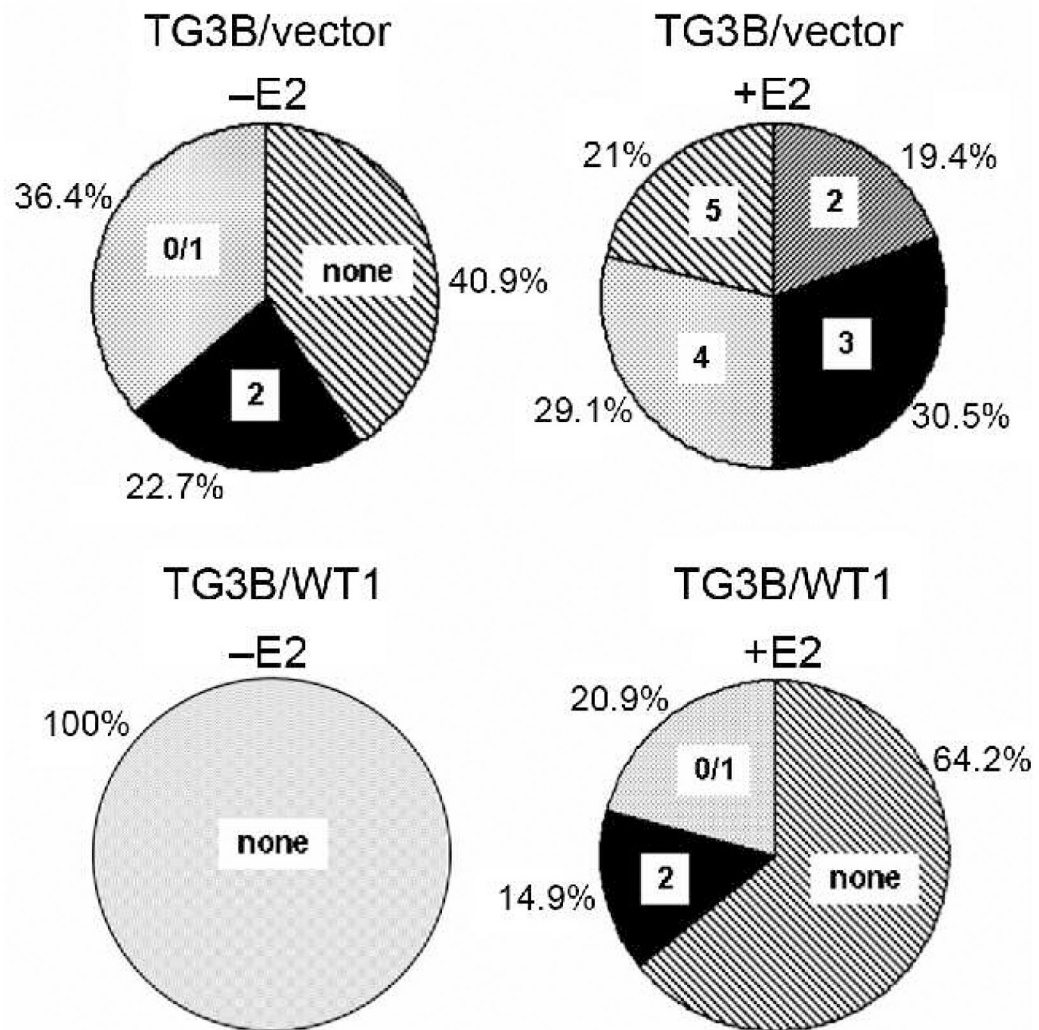 TG3B/vector
–E2
36.4%
0/1
none
40.9%
2
22.7%
TG3B/vector
+E2
21%
19.4%
5
2
4
3
29.1%
30.5%
TG3B/WT1
–E2
100%
none
TG3B/WT1
+E2
20.9%
64.2%
0/1
2
none
14.9%